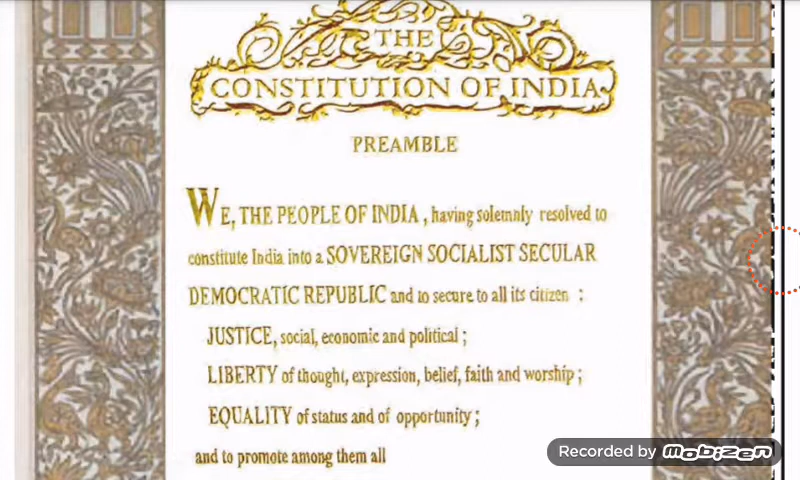 THE
CONSTITUTION OF INDIA
PREAMBLE
WE, THE PEOPLE OF INDIA , having solemnly resolved to
constitute India into a SOVEREIGN SOCIALIST SECULAR
DEMOCRATIC REPUBLIC and to secure to all its citizen :
JUSTICE, social, economic and political ;
LIBERTY of thought, expression, belief, faith and worship ;
EQUALITY of status and of opportunity ;
and to promote among them all
Recorded by mobizen